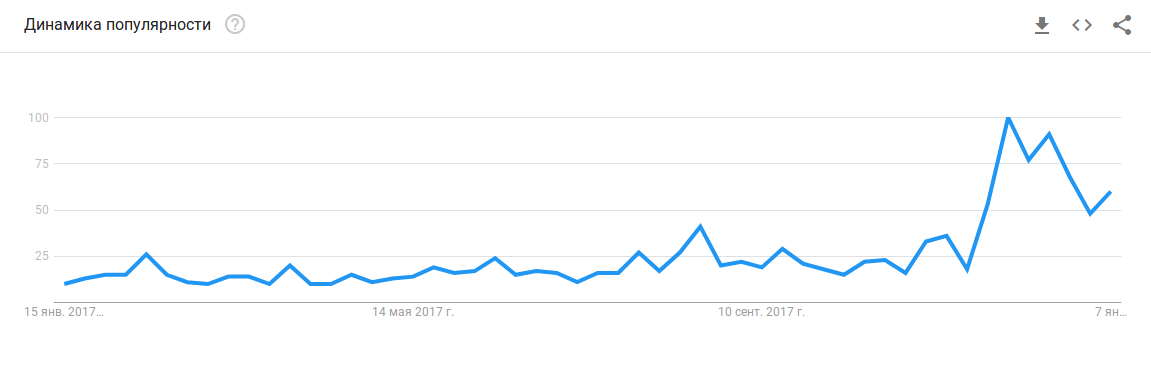 Динамика популярности
100
75
50
25
15 янв. 2017…
14 мая 2017 г.
10 сент. 2017 г.
7 ян…